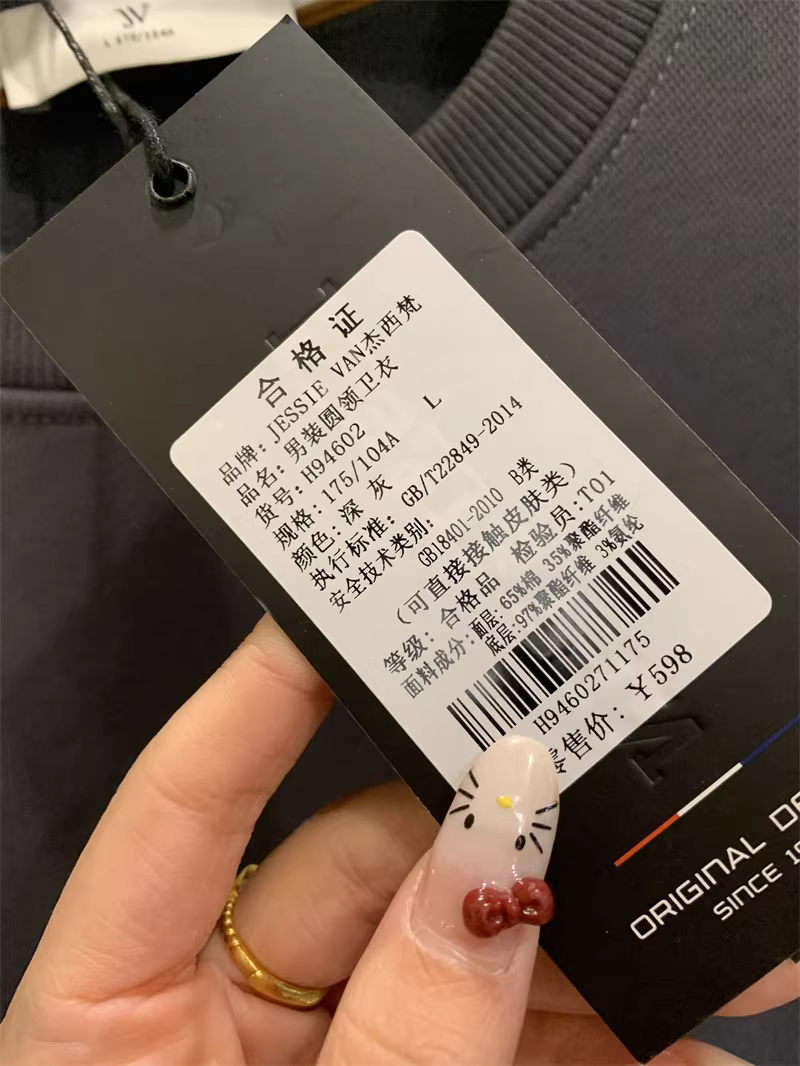 JV
合格证
品牌: JESSIE VAN杰西梵
品名: 男装圆领卫衣
货号: H94602
规格: 175/104A L
颜色: 深 灰
执行标准: GB/T22849-2014
安全技术类别:
GB18401-2010 B类
(可直接接触皮肤类)
等级: 合格品 检验员: T01
面料成分: 面层: 65%棉 35%聚酯纤维
底层: 97%聚酯纤维 3%氨纶
H9460271175
零售价: ¥598
ORIGINAL
SINCE